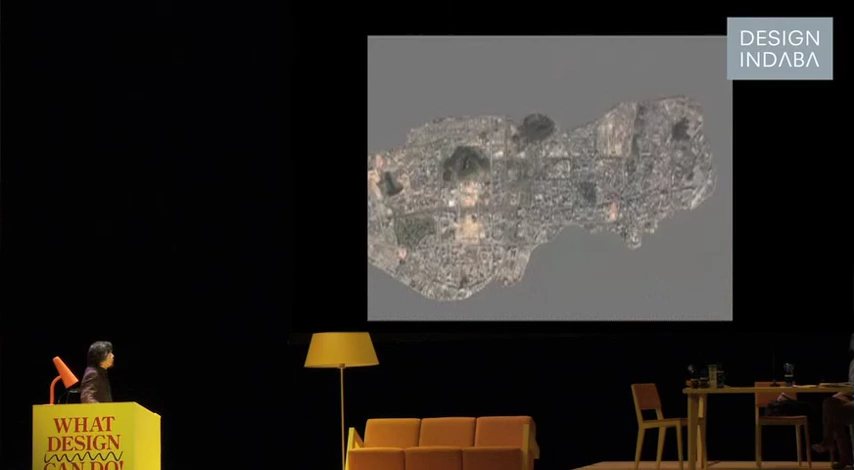 DESIGN
INDABA
WHAT
DESIGN
CAN DO!